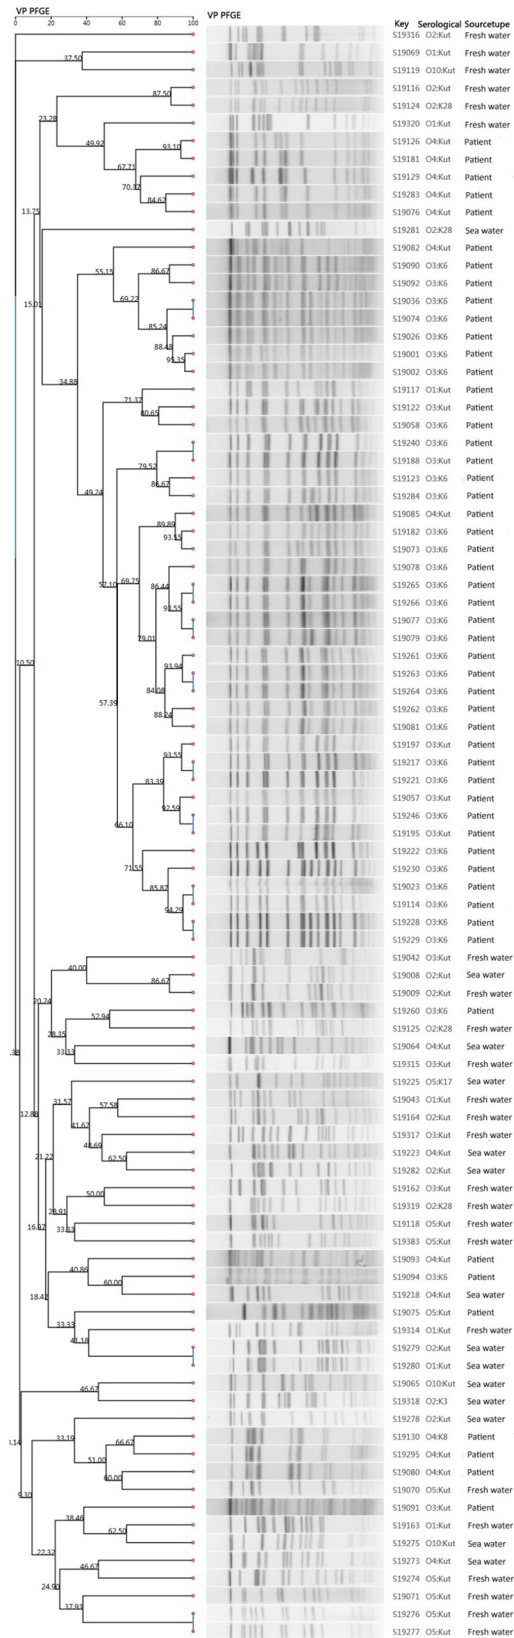 VP PFGE
VP PFGE
0 20 40 60 80 100
Key Serological Sourcetupe
S19316 O2:Kut Fresh water
S19069 O1:Kut Fresh water
37.50
S19119 O10:Kut Fresh water
S19116 O2:Kut Fresh water
87.50
S19124 O2:K28 Fresh water
23.28
S19320 O1:Kut Fresh water
49.92
S19126 O4:Kut Patient
93.10
S19181 O4:Kut Patient
67.71
S19129 O4:Kut Patient
70.37
S19283 O4:Kut Patient
84.62
S19076 O4:Kut Patient
13.75
S19281 O2:K28 Sea water
S19082 O4:Kut Patient
S19090 O3:K6 Patient
55.15
86.67
S19092 O3:K6 Patient
69.22
S19036 O3:K6 Patient
15.01
S19074 O3:K6 Patient
85.24
S19026 O3:K6 Patient
88.48
S19001 O3:K6 Patient
95.35
S19002 O3:K6 Patient
34.88
S19117 O1:Kut Patient
71.37
S19122 O3:Kut Patient
80.65
S19058 O3:K6 Patient
S19240 O3:K6 Patient
S19188 O3:Kut Patient
79.52
S19123 O3:K6 Patient
86.67
S19284 O3:K6 Patient
49.24
S19085 O4:Kut Patient
89.89
S19182 O3:K6 Patient
93.55
S19073 O3:K6 Patient
S19078 O3:K6 Patient
57.10
69.75
86.44
S19265 O3:K6 Patient
S19266 O3:K6 Patient
93.55
S19077 O3:K6 Patient
S19079 O3:K6 Patient
79.01
S19261 O3:K6 Patient
93.94
S19263 O3:K6 Patient
S19264 O3:K6 Patient
84.08
S19262 O3:K6 Patient
57.39
88.24
S19081 O3:K6 Patient
S19197 O3:Kut Patient
93.55
S19217 O3:K6 Patient
S19221 O3:K6 Patient
83.39
S19057 O3:Kut Patient
92.59
S19246 O3:K6 Patient
66.10
S19195 O3:Kut Patient
S19222 O3:K6 Patient
71.55
S19230 O3:K6 Patient
85.87
S19023 O3:K6 Patient
S19114 O3:K6 Patient
94.29
S19228 O3:K6 Patient
S19229 O3:K6 Patient
10.50
S19042 O3:Kut Fresh water
40.00
S19008 O2:Kut Sea water
86.67
S19009 O2:Kut Fresh water
20.24
S19260 O3:K6 Patient
52.94
S19125 O2:K28 Fresh water
28.35
S19064 O4:Kut Sea water
33.33
S19315 O3:Kut Fresh water
S19225 O5:K17 Sea water
31.57
S19043 O1:Kut Fresh water
57.58
12.88
S19164 O2:Kut Fresh water
41.62
S19317 O3:Kut Fresh water
48.69
S19223 O4:Kut Sea water
62.50
21.22
S19282 O2:Kut Sea water
S19162 O3:Kut Fresh water
50.00
S19319 O2:K28 Fresh water
28.91
S19118 O5:Kut Fresh water
33.33
16.97
S19383 O5:Kut Fresh water
S19093 O4:Kut Patient
40.86
S19094 O3:K6 Patient
60.00
S19218 O4:Kut Sea water
18.42
S19075 O5:Kut Patient
33.33
S19314 O1:Kut Fresh water
41.18
S19279 O2:Kut Sea water
S19280 O1:Kut Sea water
S19065 O10:Kut Sea water
46.67
S19318 O2:K3 Sea water
S19278 O2:Kut Sea water
33.19
S19130 O4:K8 Patient
66.67
.14
S19295 O4:Kut Patient
51.00
S19080 O4:Kut Patient
60.00
S19070 O5:Kut Fresh water
9.30
S19091 O3:Kut Patient
38.46
S19163 O1:Kut Fresh water
62.50
S19275 O10:Kut Sea water
22.37
S19273 O4:Kut Sea water
46.67
S19274 O5:Kut Fresh water
24.90
S19071 O5:Kut Fresh water
37.93
S19276 O5:Kut Fresh water
S19277 O5:Kut Fresh water